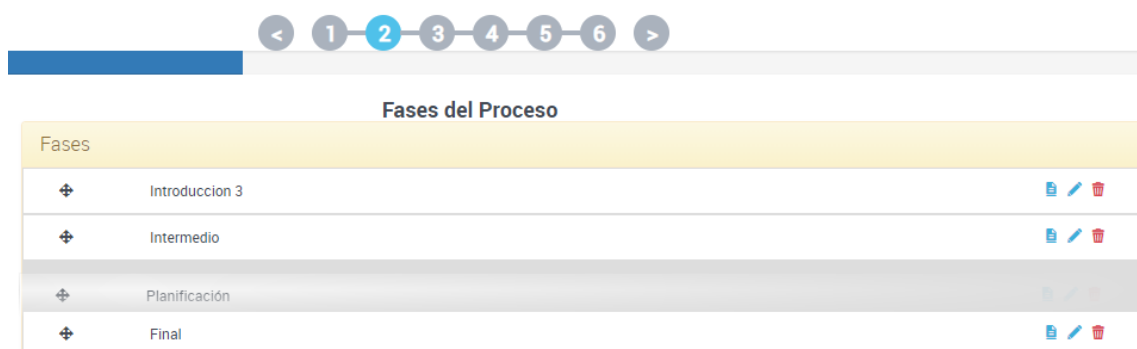 < 1 2 3 4 5 6 >
Fases del Proceso
Fases
Introduccion 3
Intermedio
Planificación
Final